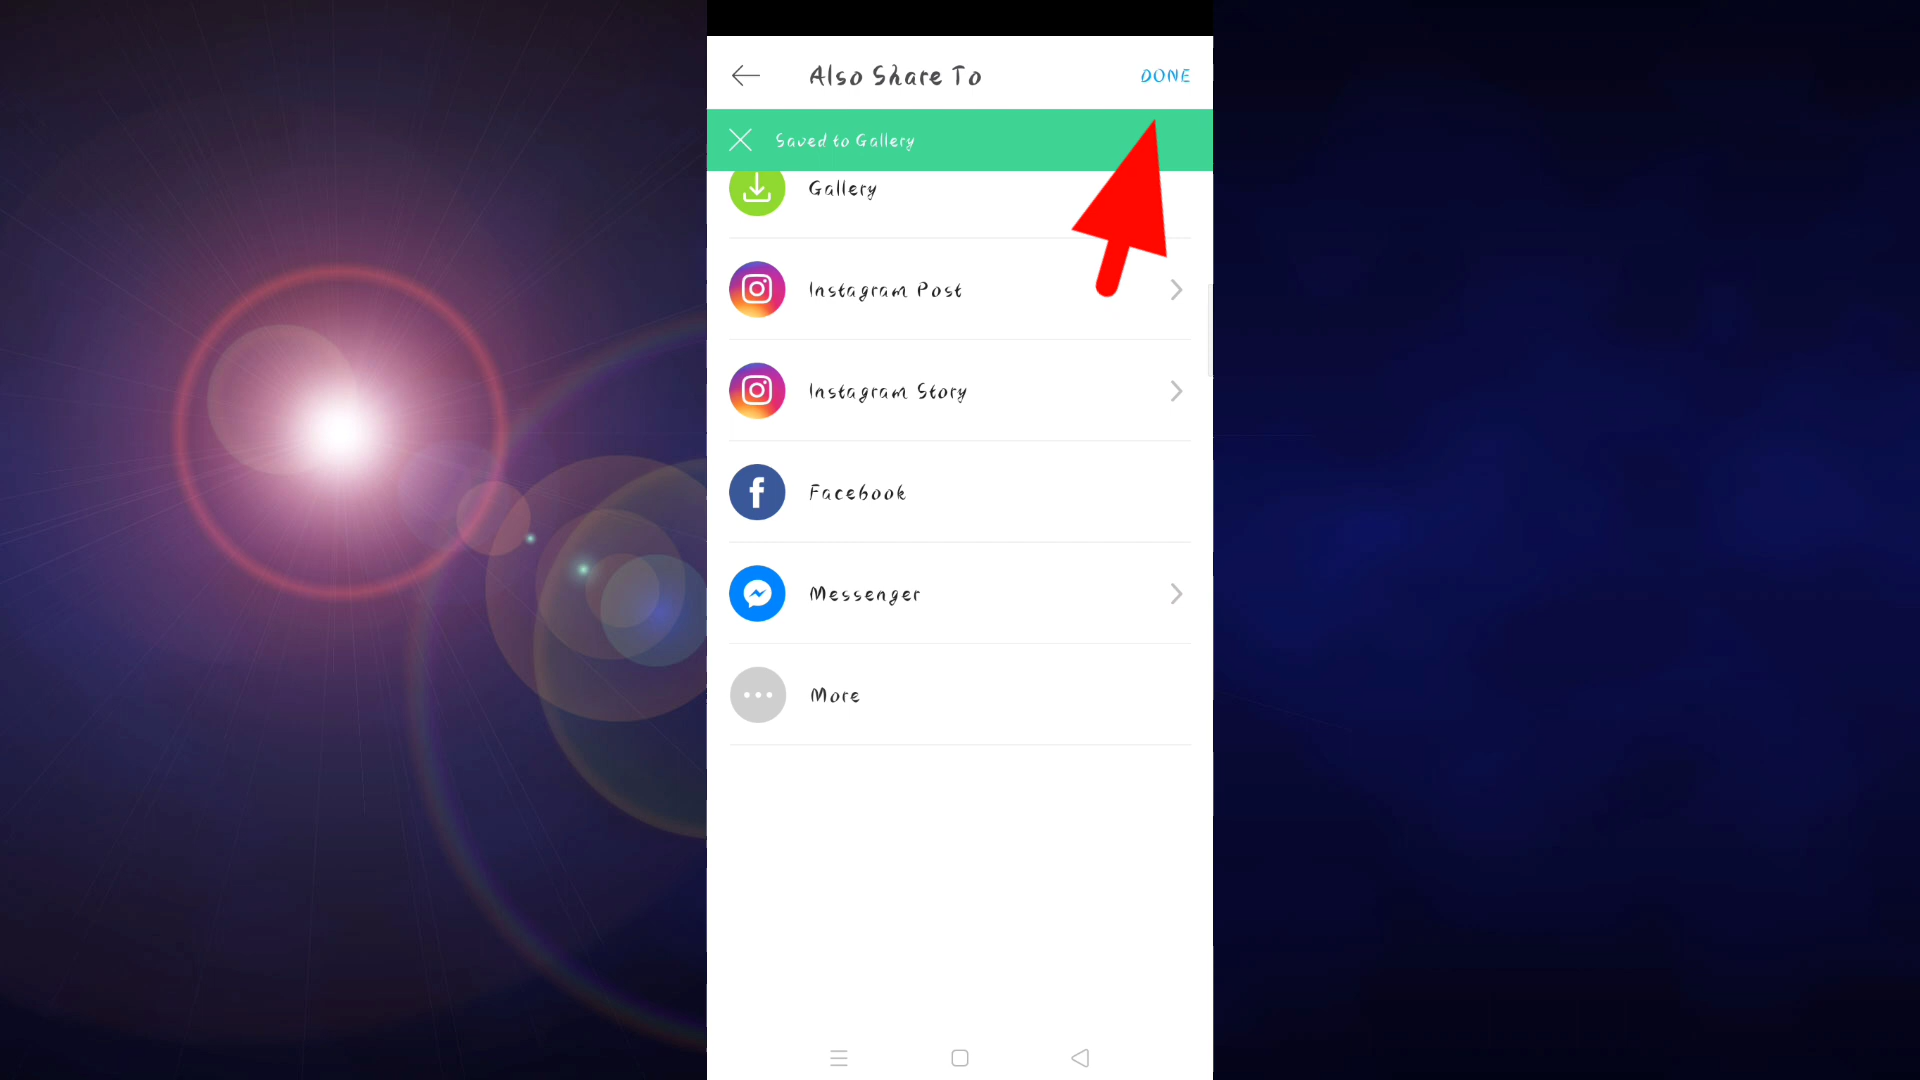 Also Share To
DONE
Saved to Gallery
Gallery
Instagram Post
Instagram Story
Facebook
Messenger
More